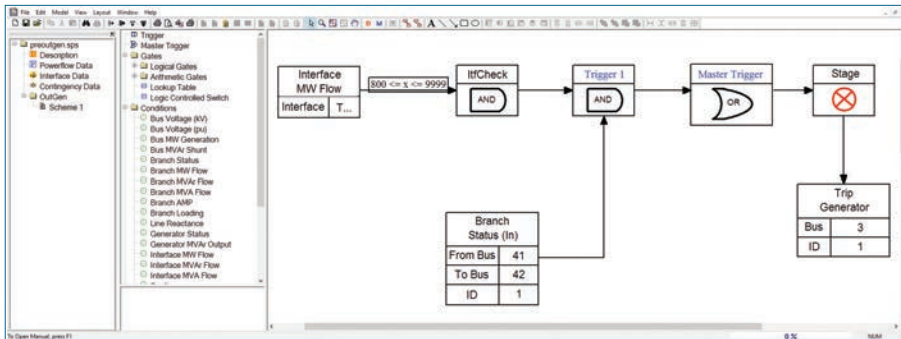 File Edit Model View Layout Window Help
preoutgen.sps
Description
Powerflow Data
Interface Data
Contingency Data
OutGen
Scheme 1
Trigger
Master Trigger
Gates
Logical Gates
Arithmetic Gates
Lookup Table
Logic Controlled Switch
Conditions
Bus Voltage (kV)
Bus Voltage (pu)
Bus MW Generation
Bus MVAr Shunt
Branch Status
Branch MW Flow
Branch MVAr Flow
Branch MVA Flow
Branch AMP
Branch Loading
Line Reactance
Generator Status
Generator MVAr Output
Interface MW Flow
Interface MVAr Flow
Interface MVA Flow
Interface
MW Flow
Interface T...
800 <= x <= 9999
ItfCheck
AND
Trigger 1
AND
Master Trigger
OR
Stage
Branch
Status (In)
From Bus 41
To Bus 42
ID 1
Trip
Generator
Bus 3
ID 1
To Open Manual, press F1
0 %
NUM